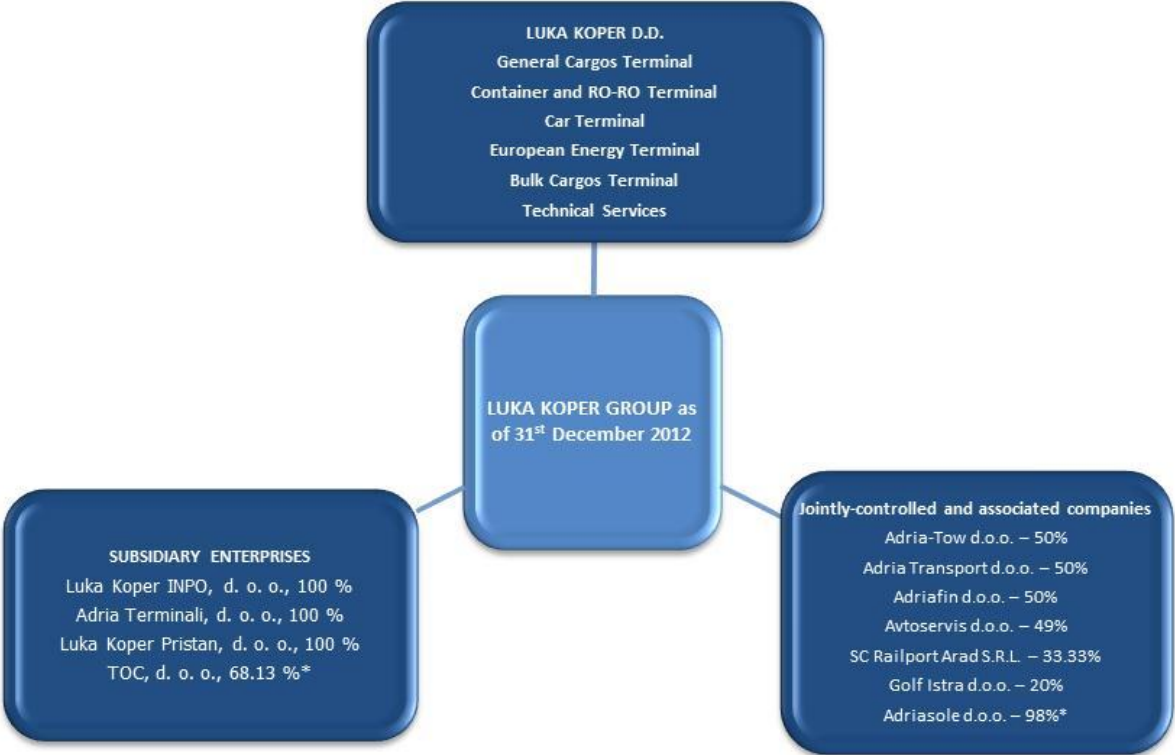 LUKA KOPER D.D.
General Cargos Terminal
Container and RO-RO Terminal
Car Terminal
European Energy Terminal
Bulk Cargos Terminal
Technical Services
LUKA KOPER GROUP as
of 31st December 2012
SUBSIDIARY ENTERPRISES
Luka Koper INPO, d. o. o., 100 %
Adria Terminali, d. o. o., 100 %
Luka Koper Pristan, d. o. o., 100 %
TOC, d. o. o., 68.13 %*
Jointly-controlled and associated companies
Adria-Tow d.o.o. – 50%
Adria Transport d.o.o. – 50%
Adriafin d.o.o. – 50%
Avtoservis d.o.o. – 49%
SC Railport Arad S.R.L. – 33.33%
Golf Istra d.o.o. – 20%
Adriasole d.o.o. – 98%*